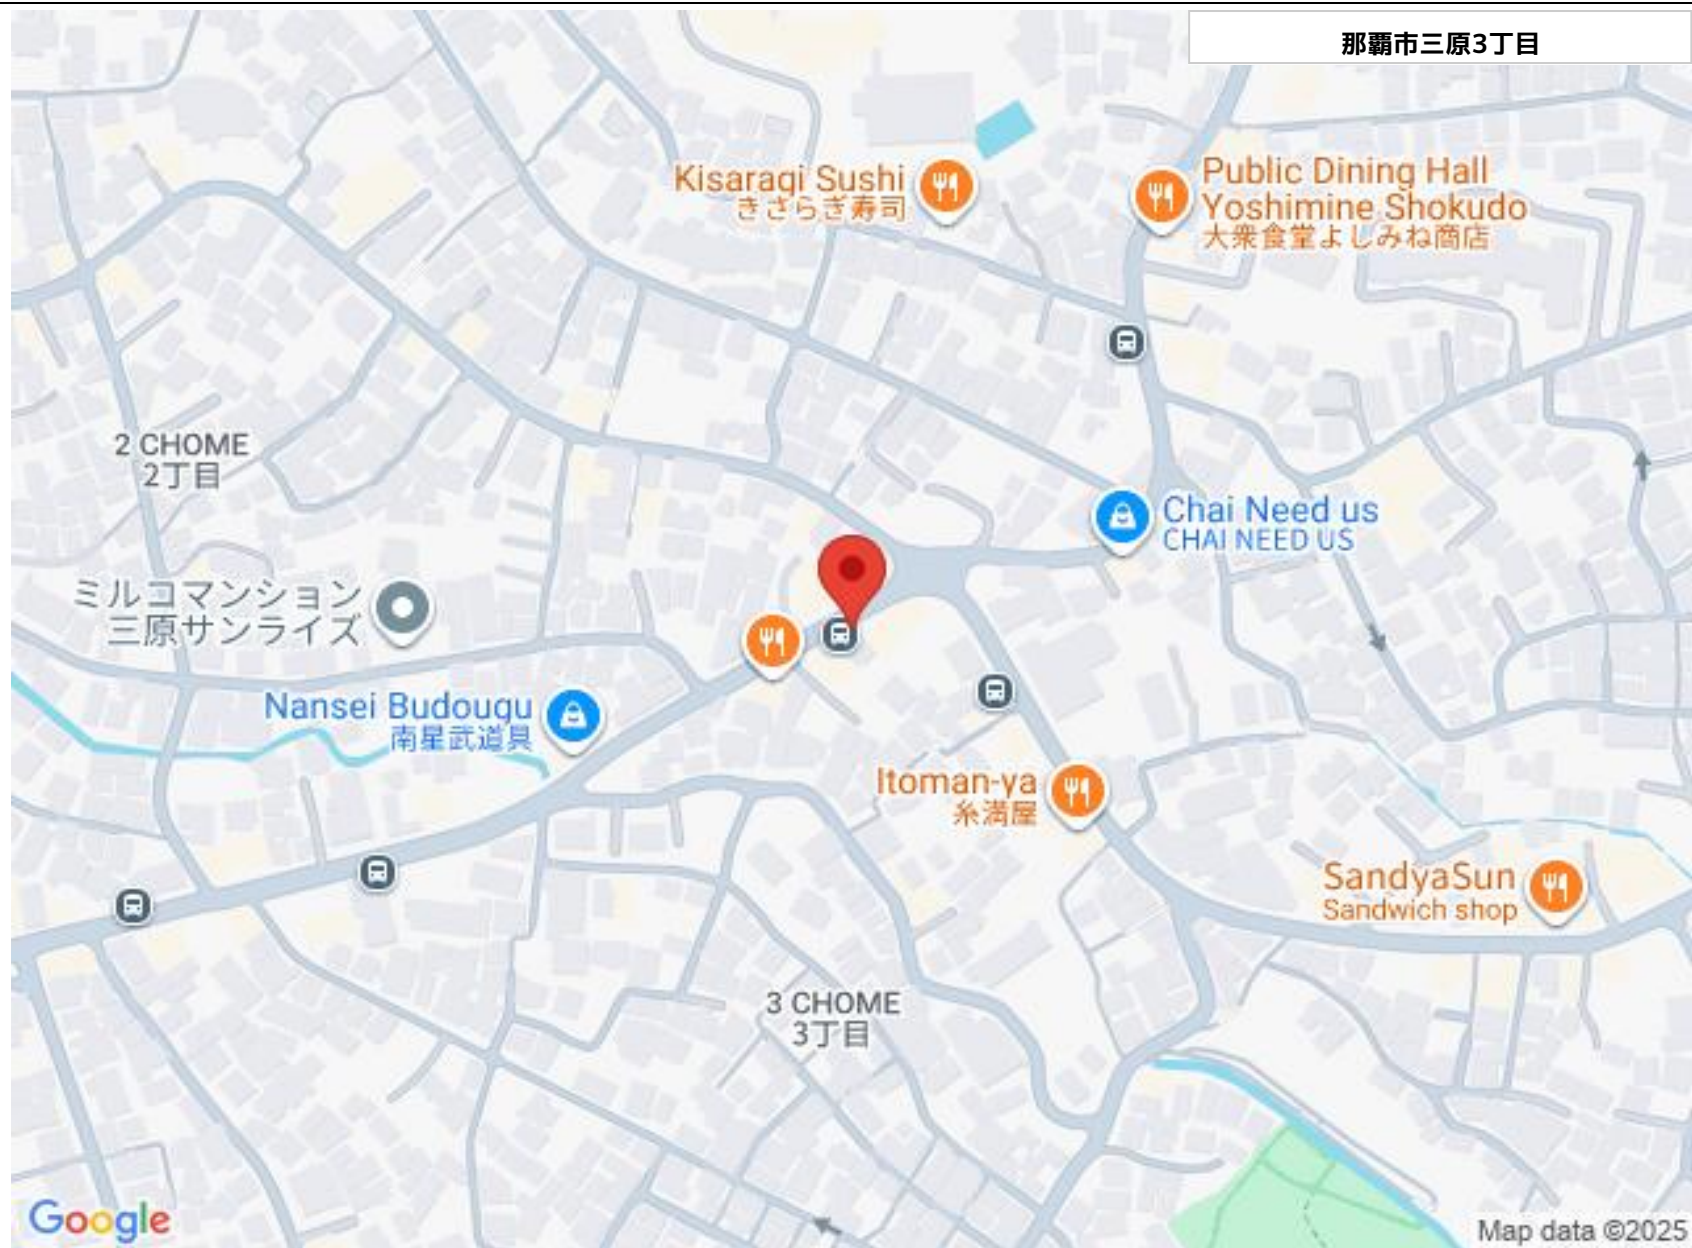 那覇市三原3丁目
Kisaragi Sushi
きさらぎ寿司
Public Dining Hall
Yoshimine Shokudo
大衆食堂よしみね商店
2 CHOME
2丁目
Chai Need us
CHAI NEED US
ミルコマンション
三原サンライズ
Nansei Budougu
南星武道具
Itoman-ya
糸満屋
SandyaSun
Sandwich shop
3 CHOME
3丁目
Google
Map data ©2025